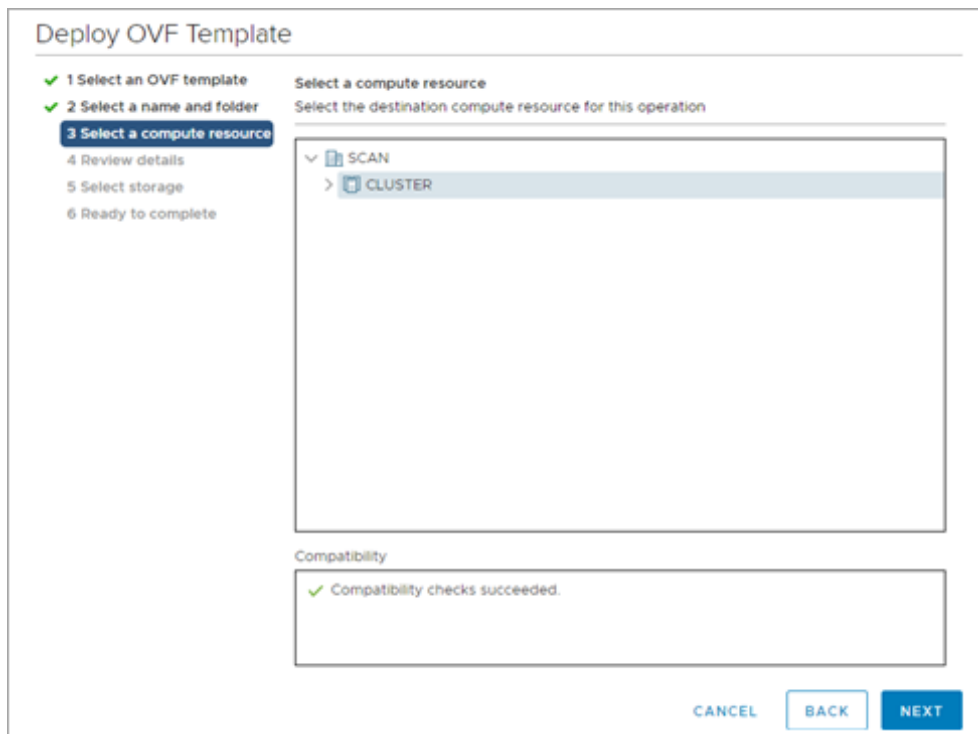 Deploy OVF Template
1 Select an OVF template
2 Select a name and folder
3 Select a compute resource
4 Review details
5 Select storage
6 Ready to complete
Select a compute resource
Select the destination compute resource for this operation
SCAN
CLUSTER
Compatibility
Compatibility checks succeeded.
CANCEL
BACK
NEXT